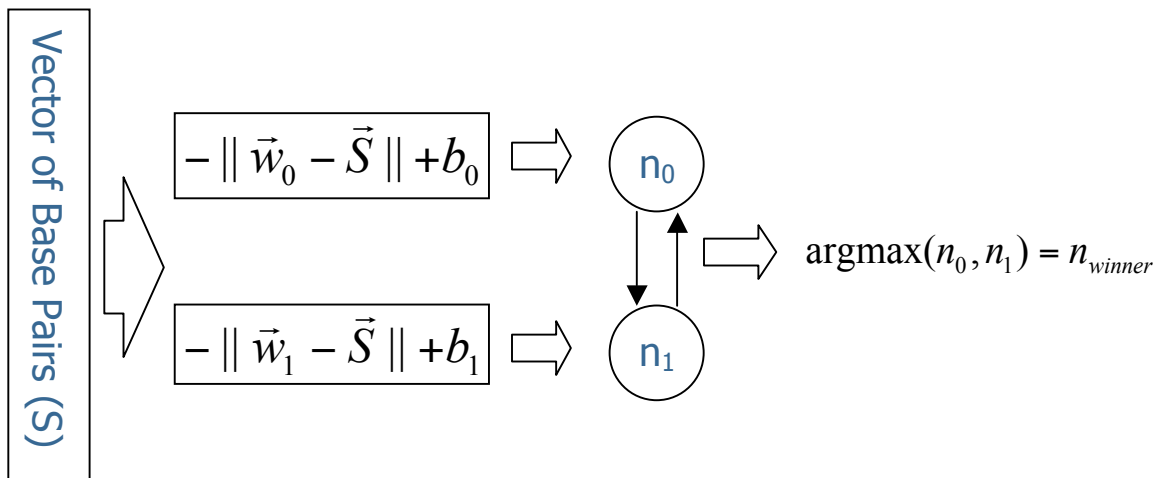 Vector of Base Pairs (S)
− || w⃗₀ − S⃗ || +b₀
n₀
argmax(n₀, n₁) = n_winner
− || w⃗₁ − S⃗ || +b₁
n₁